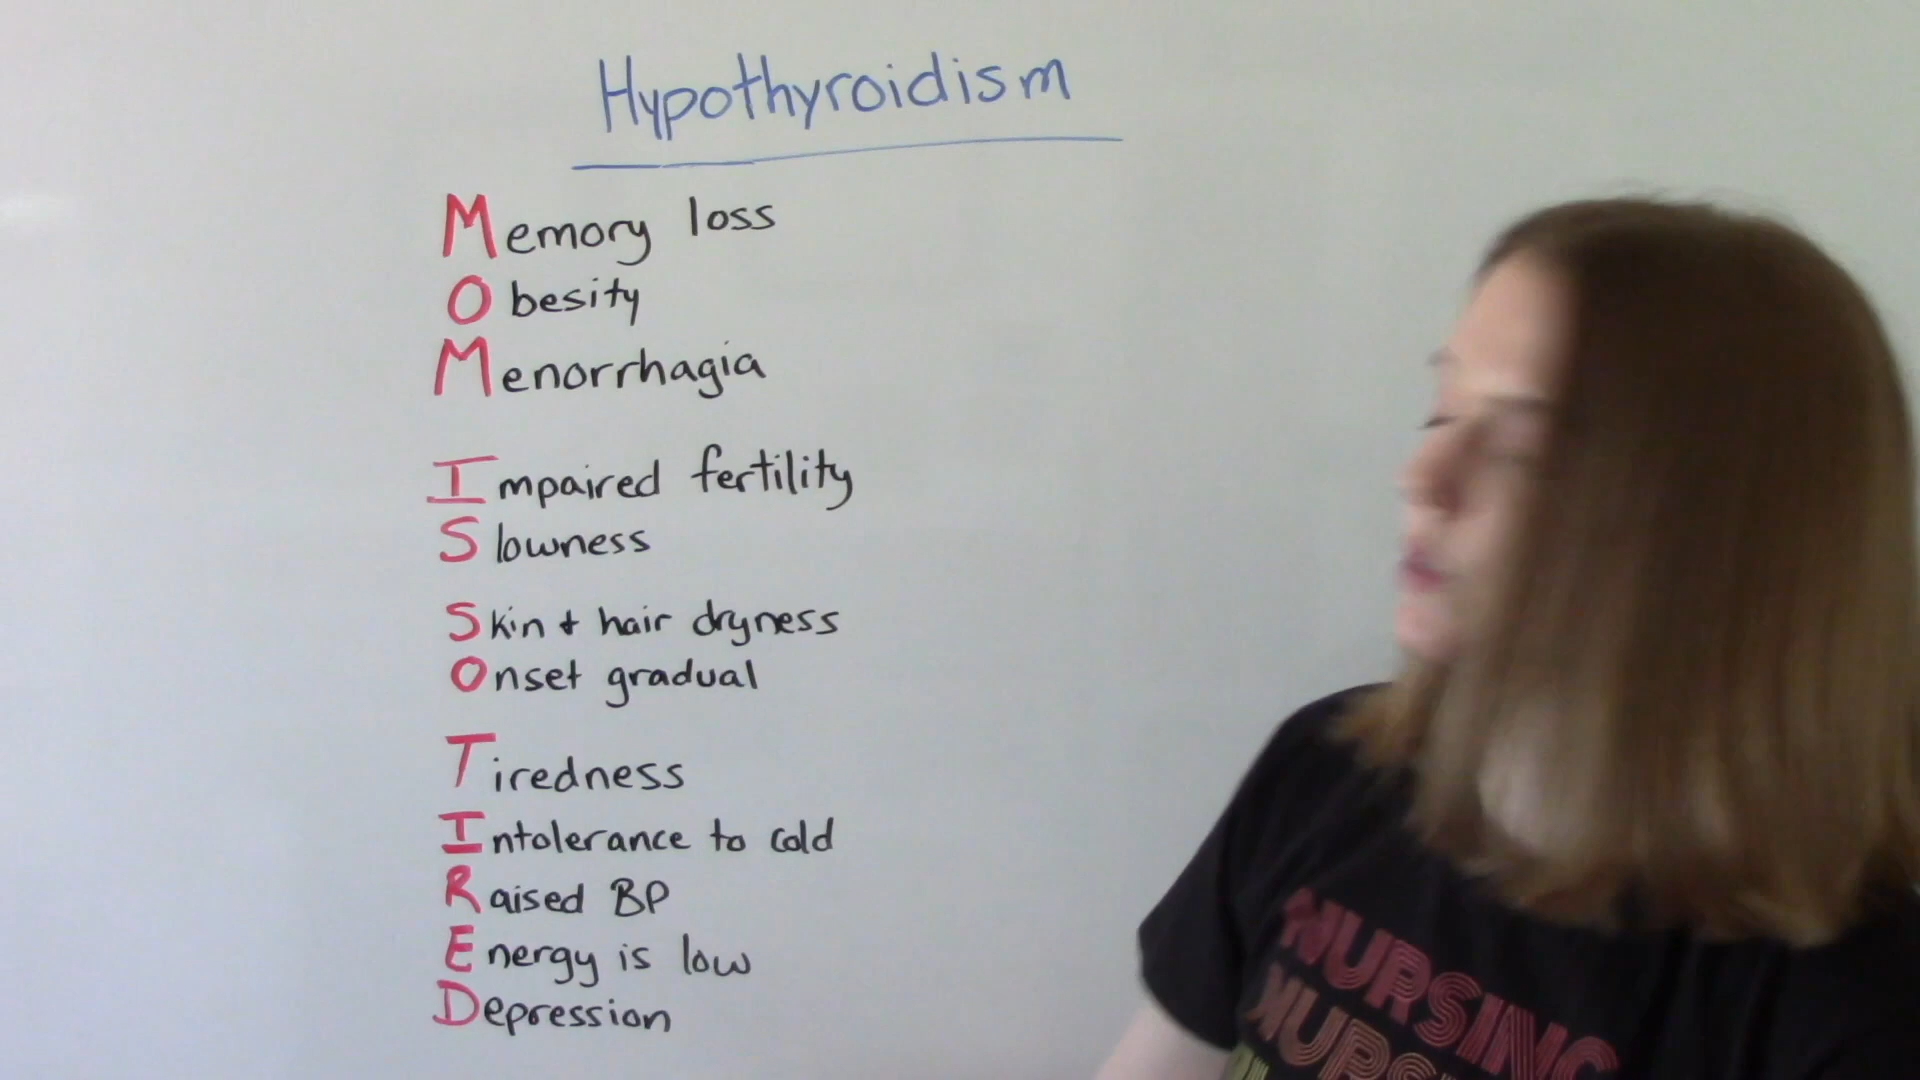 Hypothyroidism
Memory loss
Obesity
Menorrhagia
Impaired fertility
Slowness
Skin + hair dryness
Onset gradual
Tiredness
Intolerance to cold
Raised BP
Energy is low
Depression
NURSING